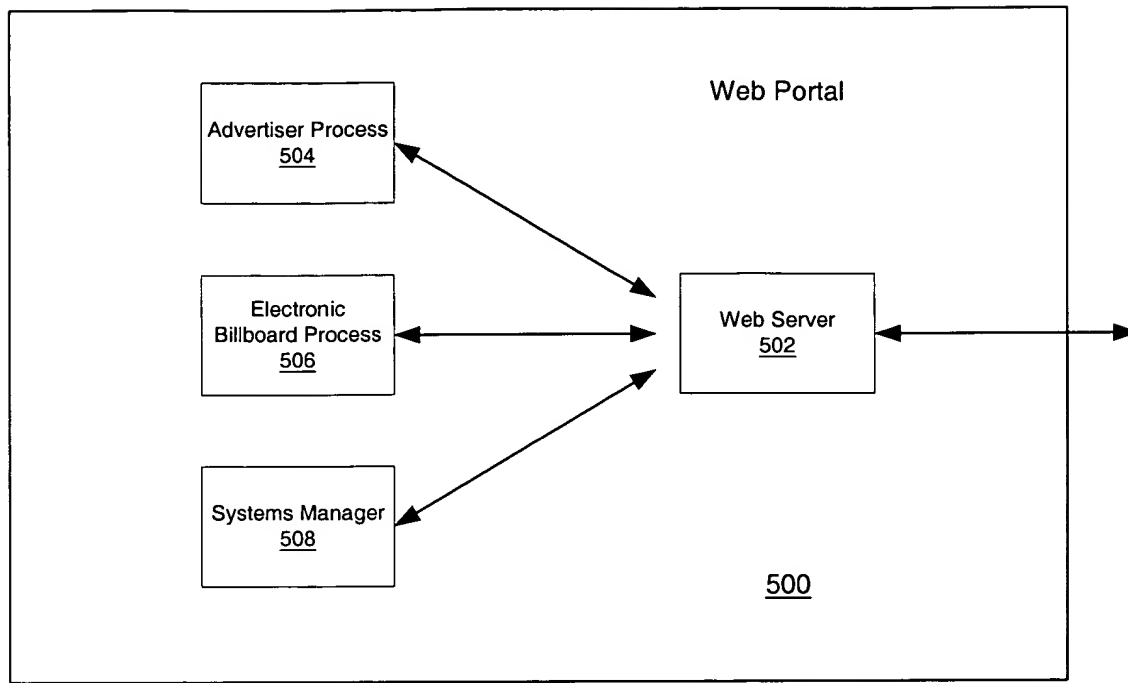 Web Portal
Advertiser Process
504
Electronic
Billboard Process
506
Web Server
502
Systems Manager
508
500